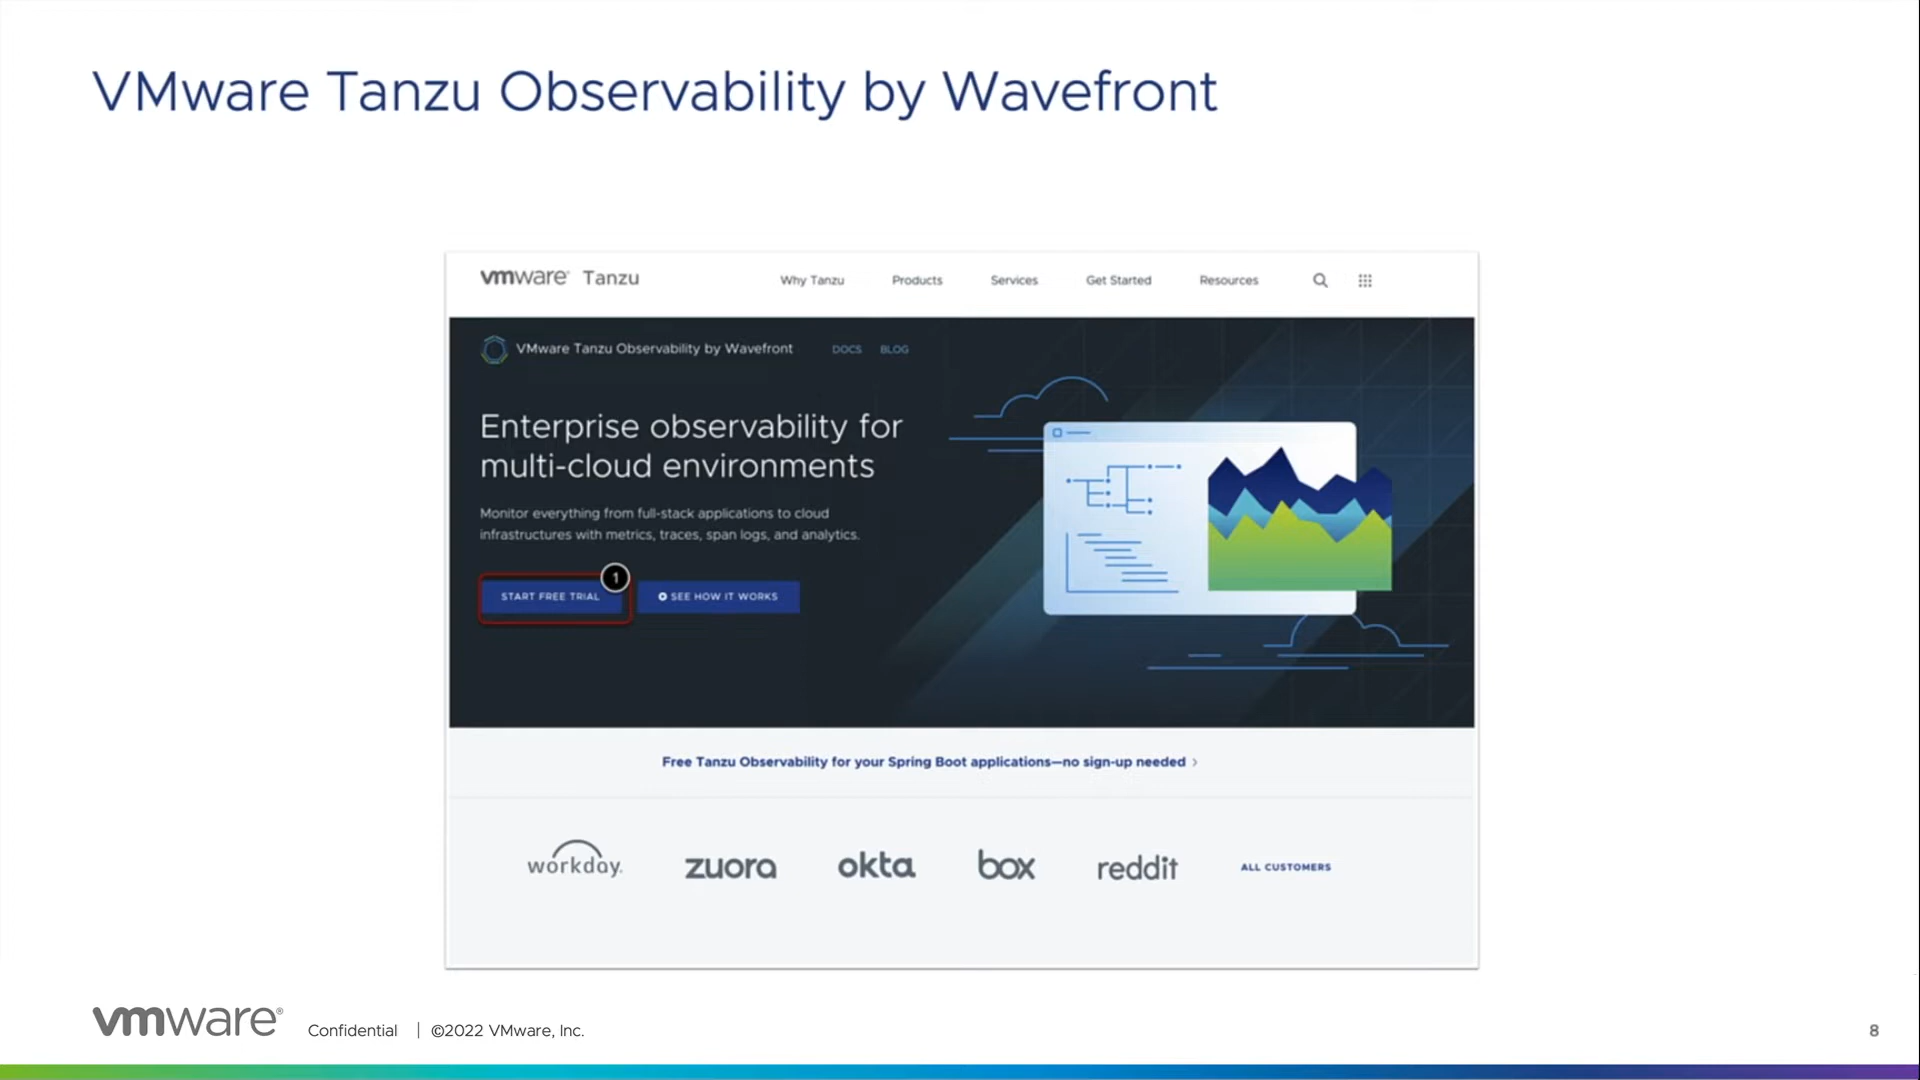 VMware Tanzu Observability by Wavefront
vmware® Tanzu
Why Tanzu
Products
Services
Get Started
Resources
VMware Tanzu Observability by Wavefront
DOCS
BLOG
Enterprise observability for
multi-cloud environments
Monitor everything from full-stack applications to cloud
infrastructures with metrics, traces, span logs, and analytics.
1
START FREE TRIAL
SEE HOW IT WORKS
Free Tanzu Observability for your Spring Boot applications—no sign-up needed >
workday.
zuora
okta
box
reddit
ALL CUSTOMERS
vmware®
Confidential | ©2022 VMware, Inc.
8